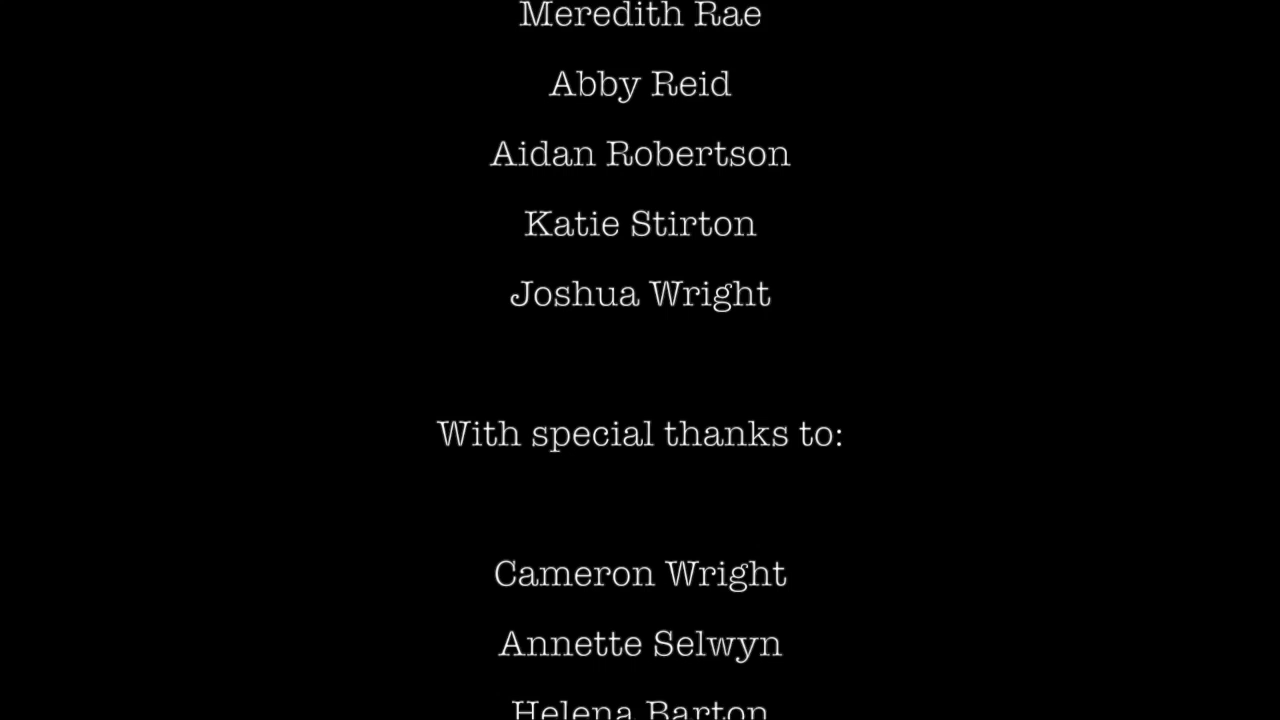 Meredith Rae
Abby Reid
Aidan Robertson
Katie Stirton
Joshua Wright
With special thanks to:
Cameron Wright
Annette Selwyn
Helena Barton